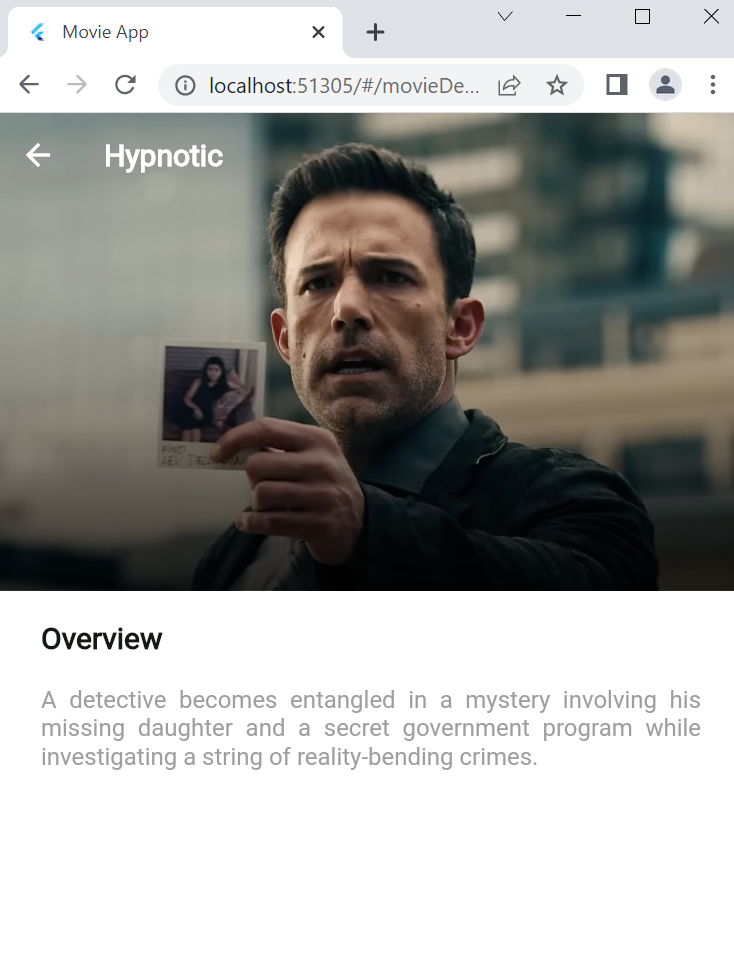 Movie App
localhost:51305/#/movieDe...
Hypnotic
FIND
LEV DEL
Overview
A detective becomes entangled in a mystery involving his
missing daughter and a secret government program while
investigating a string of reality-bending crimes.